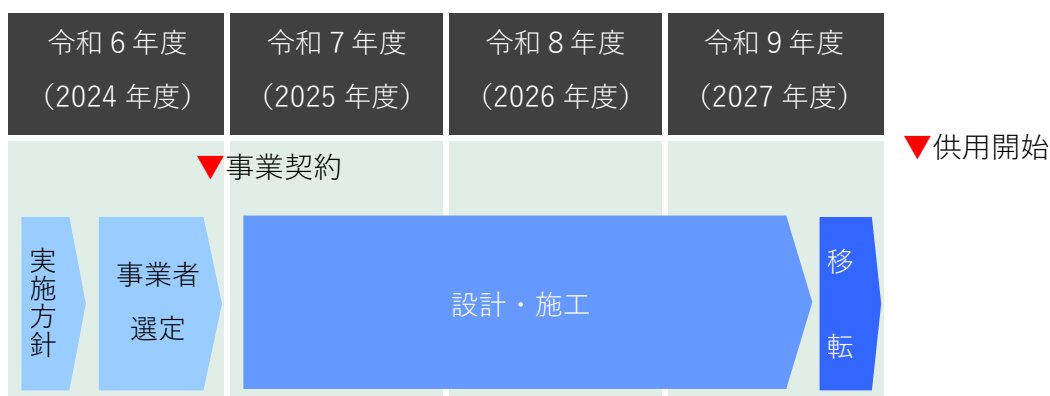 令和6年度
（2024 年度）
令和7年度
（2025 年度）
令和8年度
（2026 年度）
令和9年度
（2027 年度）
▼事業契約
▼供用開始
実施方針
事業者
選定
設計・施工
移転